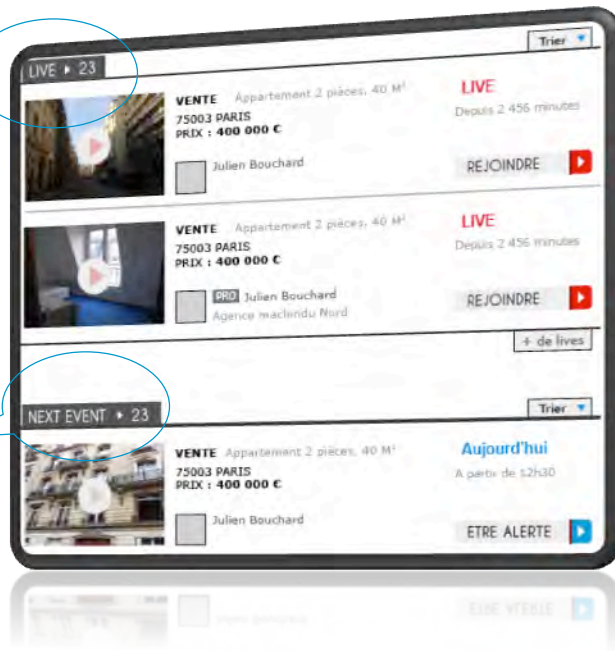 Trier
LIVE ▸ 23
VENTE Appartement 2 pièces, 40 M²
75003 PARIS
PRIX : 400 000 €
Julien Bouchard
LIVE
Depuis 2 456 minutes
REJOINDRE
VENTE Appartement 2 pièces, 40 M²
75003 PARIS
PRIX : 400 000 €
PRO Julien Bouchard
Agence maclendu Nord
LIVE
Depuis 2 456 minutes
REJOINDRE
+ de lives
NEXT EVENT ▸ 23
Trier
VENTE Appartement 2 pièces, 40 M²
75003 PARIS
PRIX : 400 000 €
Julien Bouchard
Aujourd'hui
A partir de 12h30
ETRE ALERTE